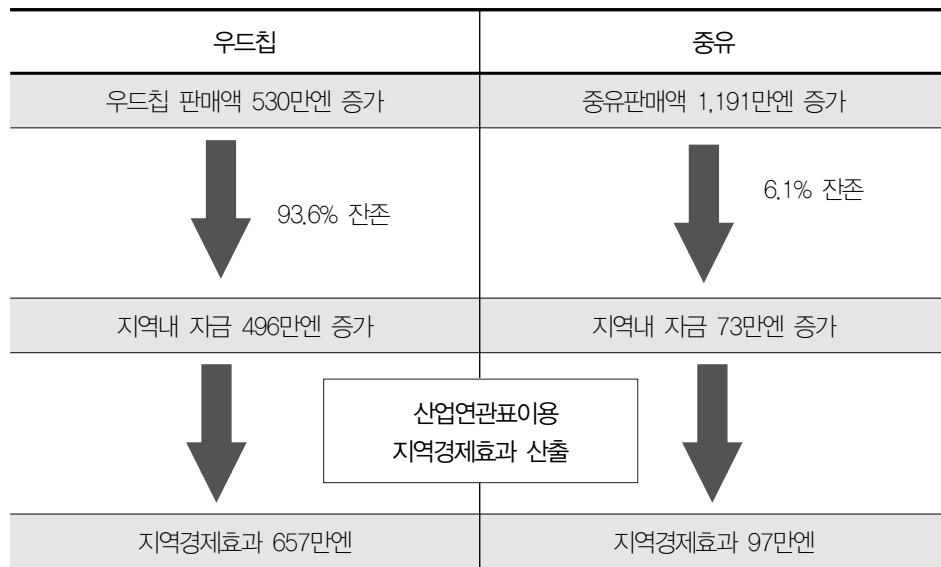 우드칩 중유
우드칩 판매액 530만엔 증가 중유판매액 1,191만엔 증가
93.6% 잔존 6.1% 잔존
지역내 자금 496만엔 증가 지역내 자금 73만엔 증가
산업연관표이용
지역경제효과 산출
지역경제효과 657만엔 지역경제효과 97만엔